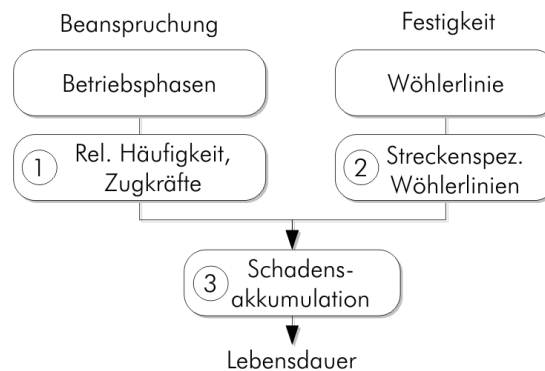 Beanspruchung
Festigkeit
Betriebsphasen
Wöhlerlinie
1
Rel. Häufigkeit,
Zugkräfte
2
Streckenspez.
Wöhlerlinien
3
Schadens-
akkumulation
Lebensdauer